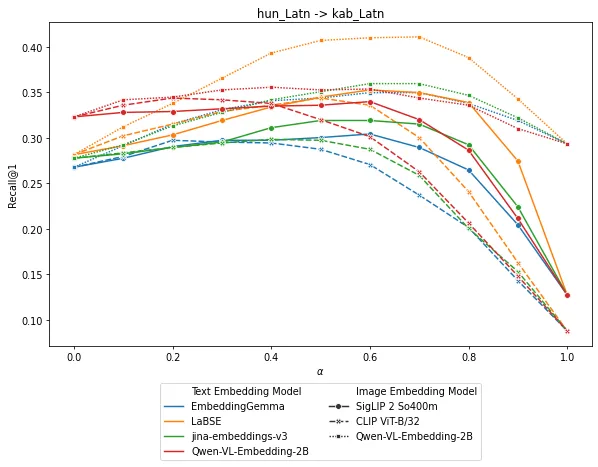 hun_Latn -> kab_Latn
Recall@1
0.40
0.35
0.30
0.25
0.20
0.15
0.10
0.0 0.2 0.4 0.6 0.8 1.0
α
Text Embedding Model Image Embedding Model
EmbeddingGemma SigLIP 2 So400m
LaBSE CLIP ViT-B/32
jina-embeddings-v3 Qwen-VL-Embedding-2B
Qwen-VL-Embedding-2B